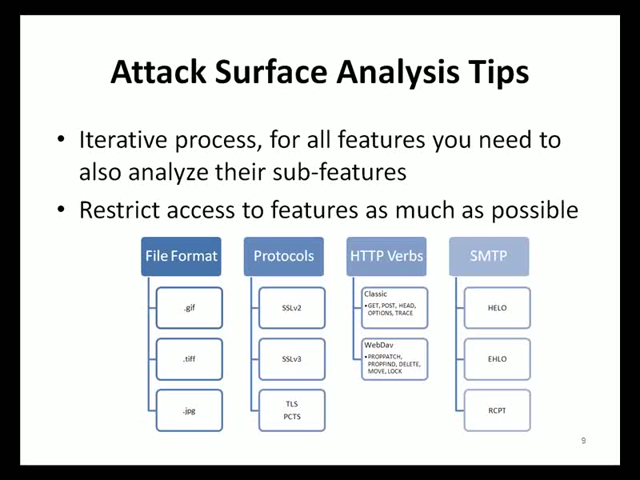 Attack Surface Analysis Tips
• Iterative process, for all features you need to
also analyze their sub-features
• Restrict access to features as much as possible
File Format
.gif
.tiff
.jpg
Protocols
SSLv2
SSLv3
TLS
PCTS
HTTP Verbs
Classic
• GET, POST, HEAD,
OPTIONS, TRACE
WebDav
• PROPPATCH,
PROPFIND, DELETE,
MOVE, LOCK
SMTP
HELO
EHLO
RCPT
9